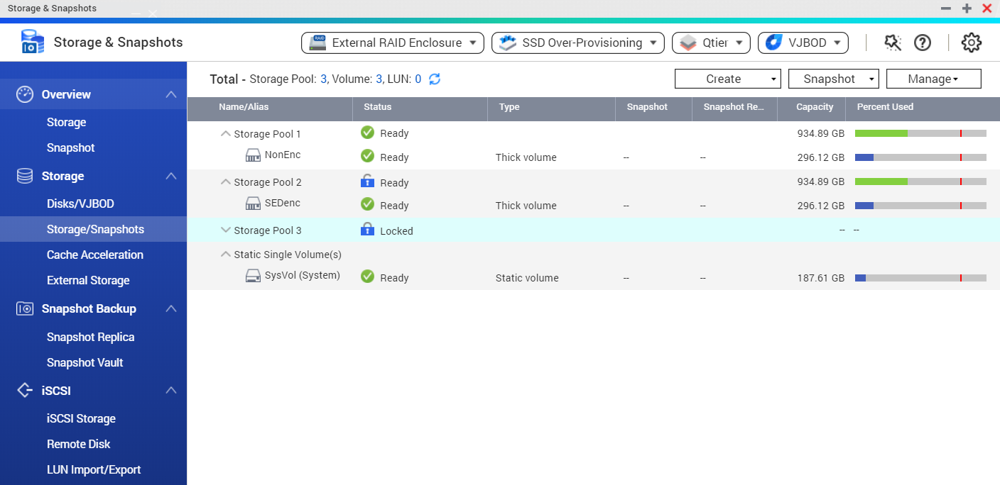 Storage & Snapshots
Storage & Snapshots
RAID
External RAID Enclosure
SSD Over-Provisioning
Qtier
VJBOD
Overview
Storage
Snapshot
Storage
Disks/VJBOD
Storage/Snapshots
Cache Acceleration
External Storage
Snapshot Backup
Snapshot Replica
Snapshot Vault
iSCSI
iSCSI Storage
Remote Disk
LUN Import/Export
Total - Storage Pool: 3, Volume: 3, LUN: 0
Create
Snapshot
Manage
Name/Alias Status Type Snapshot Snapshot Re... Capacity Percent Used
Storage Pool 1 Ready 934.89 GB
NonEnc Ready Thick volume -- -- 296.12 GB
Storage Pool 2 Ready 934.89 GB
SEDenc Ready Thick volume -- -- 296.12 GB
Storage Pool 3 Locked -- --
Static Single Volume(s)
SysVol (System) Ready Static volume -- -- 187.61 GB